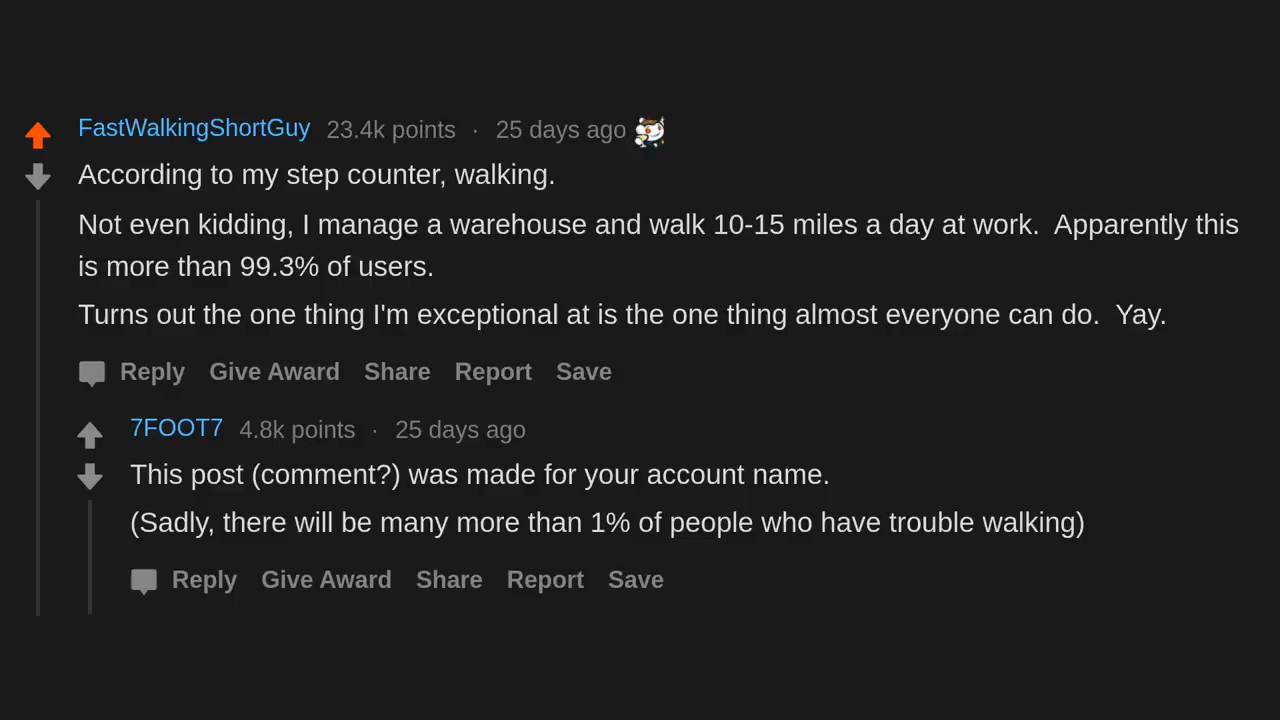 FastWalkingShortGuy 23.4k points · 25 days ago
According to my step counter, walking.
Not even kidding, I manage a warehouse and walk 10-15 miles a day at work.  Apparently this
is more than 99.3% of users.
Turns out the one thing I'm exceptional at is the one thing almost everyone can do.  Yay.
Reply Give Award Share Report Save
7FOOT7 4.8k points · 25 days ago
This post (comment?) was made for your account name.
(Sadly, there will be many more than 1% of people who have trouble walking)
Reply Give Award Share Report Save